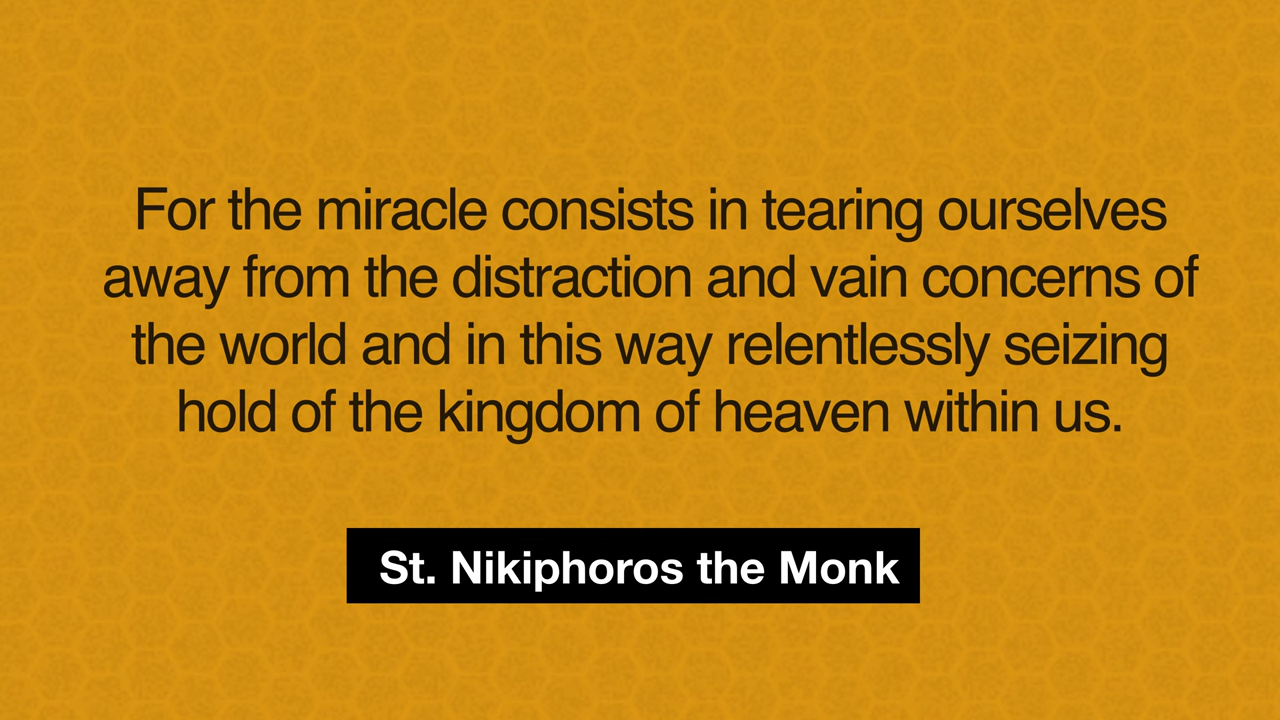 For the miracle consists in tearing ourselves
away from the distraction and vain concerns of
the world and in this way relentlessly seizing
hold of the kingdom of heaven within us.
St. Nikiphoros the Monk